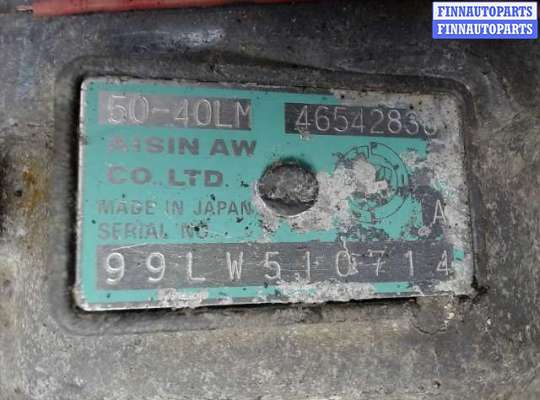 FINNAUTOPARTS
FINNAUTOPARTS
50-40LM
AISIN AW
CO., LTD.
MADE IN JAPAN
SERIAL NO. A
99LW510714